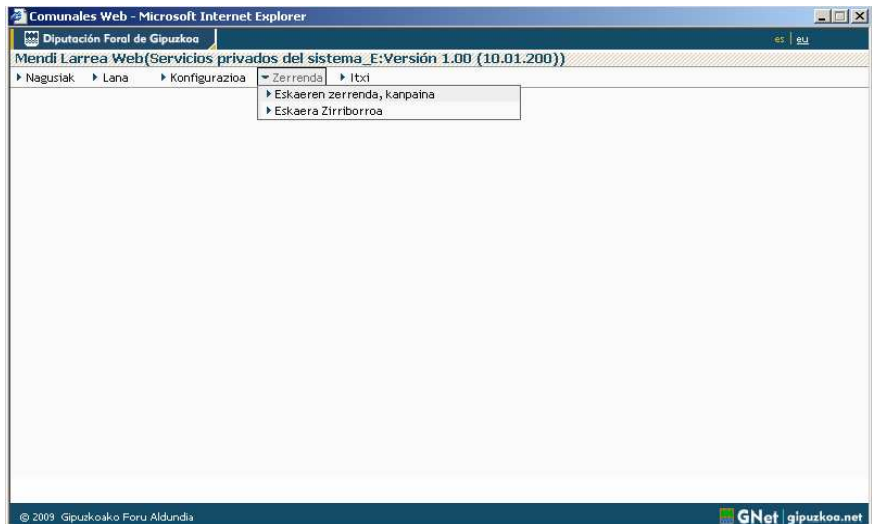 Comunales Web - Microsoft Internet Explorer
Diputación Foral de Gipuzkoa
es | eu
Mendi Larrea Web(Servicios privados del sistema_E:Versión 1.00 (10.01.200))
Nagusiak Lana Konfigurazioa Zerrenda Itxi
Eskaeren zerrenda, kanpaina
Eskaera Zirriborroa
© 2009 Gipuzkoako Foru Aldundia
GNet gipuzkoa.net